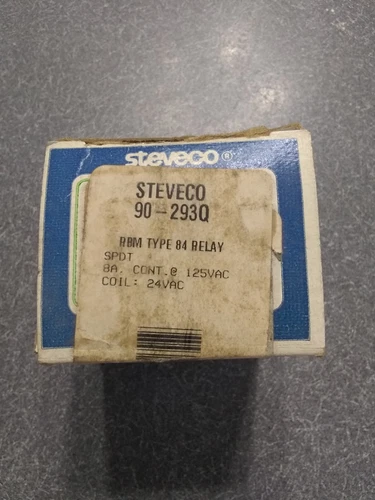 steveco®
STEVECO
90-293Q
RBM TYPE 84 RELAY
SPDT
8A. CONT.@ 125VAC
COIL: 24VAC